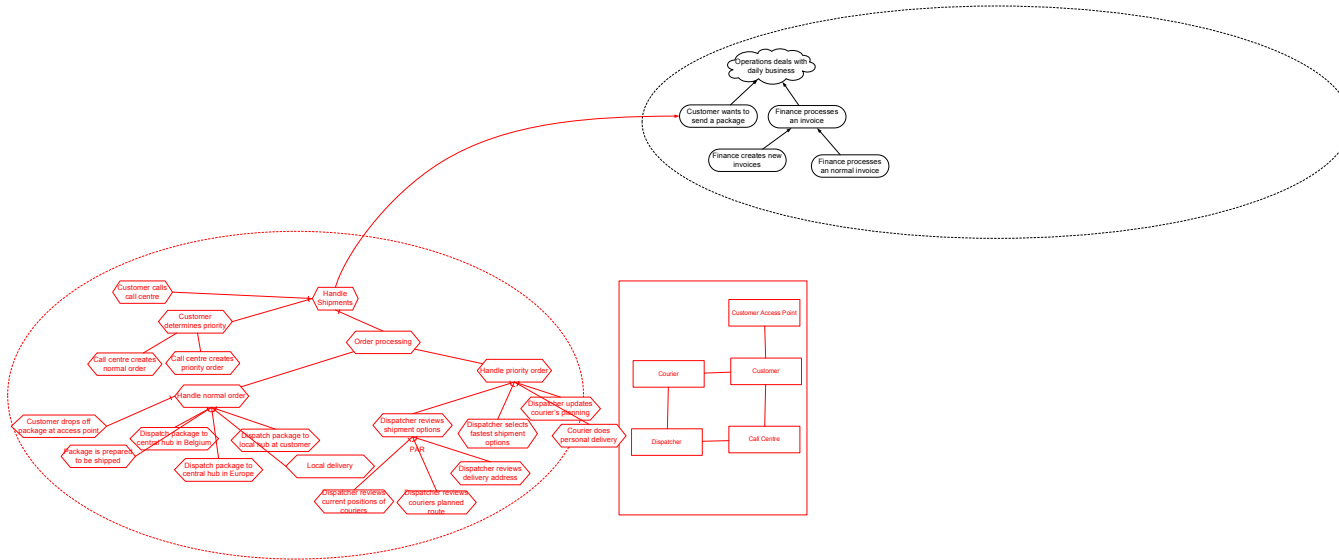 Operations deals with
daily business
Customer wants to
send a package
Finance processes
an invoice
Finance creates new
invoices
Finance processes
an normal invoice
Customer calls
call centre
Handle
Shipments
Customer
determines priority
Order processing
Call centre creates
normal order
Call centre creates
priority order
Handle normal order
Handle priority order
Customer drops off
package at access point
Package is prepared
to be shipped
Dispatch package to
central hub in Belgium
Dispatch package to
central hub in Europe
Dispatch package to
local hub at customer
Local delivery
Dispatcher reviews
shipment options
PAR
Dispatcher selects
fastest shipment
options
Dispatcher updates
courier's planning
Courier does
personal delivery
Dispatcher reviews
delivery address
Dispatcher reviews
current positions of
couriers
Dispatcher reviews
couriers planned
route
Customer Access Point
Courier
Customer
Dispatcher
Call Centre